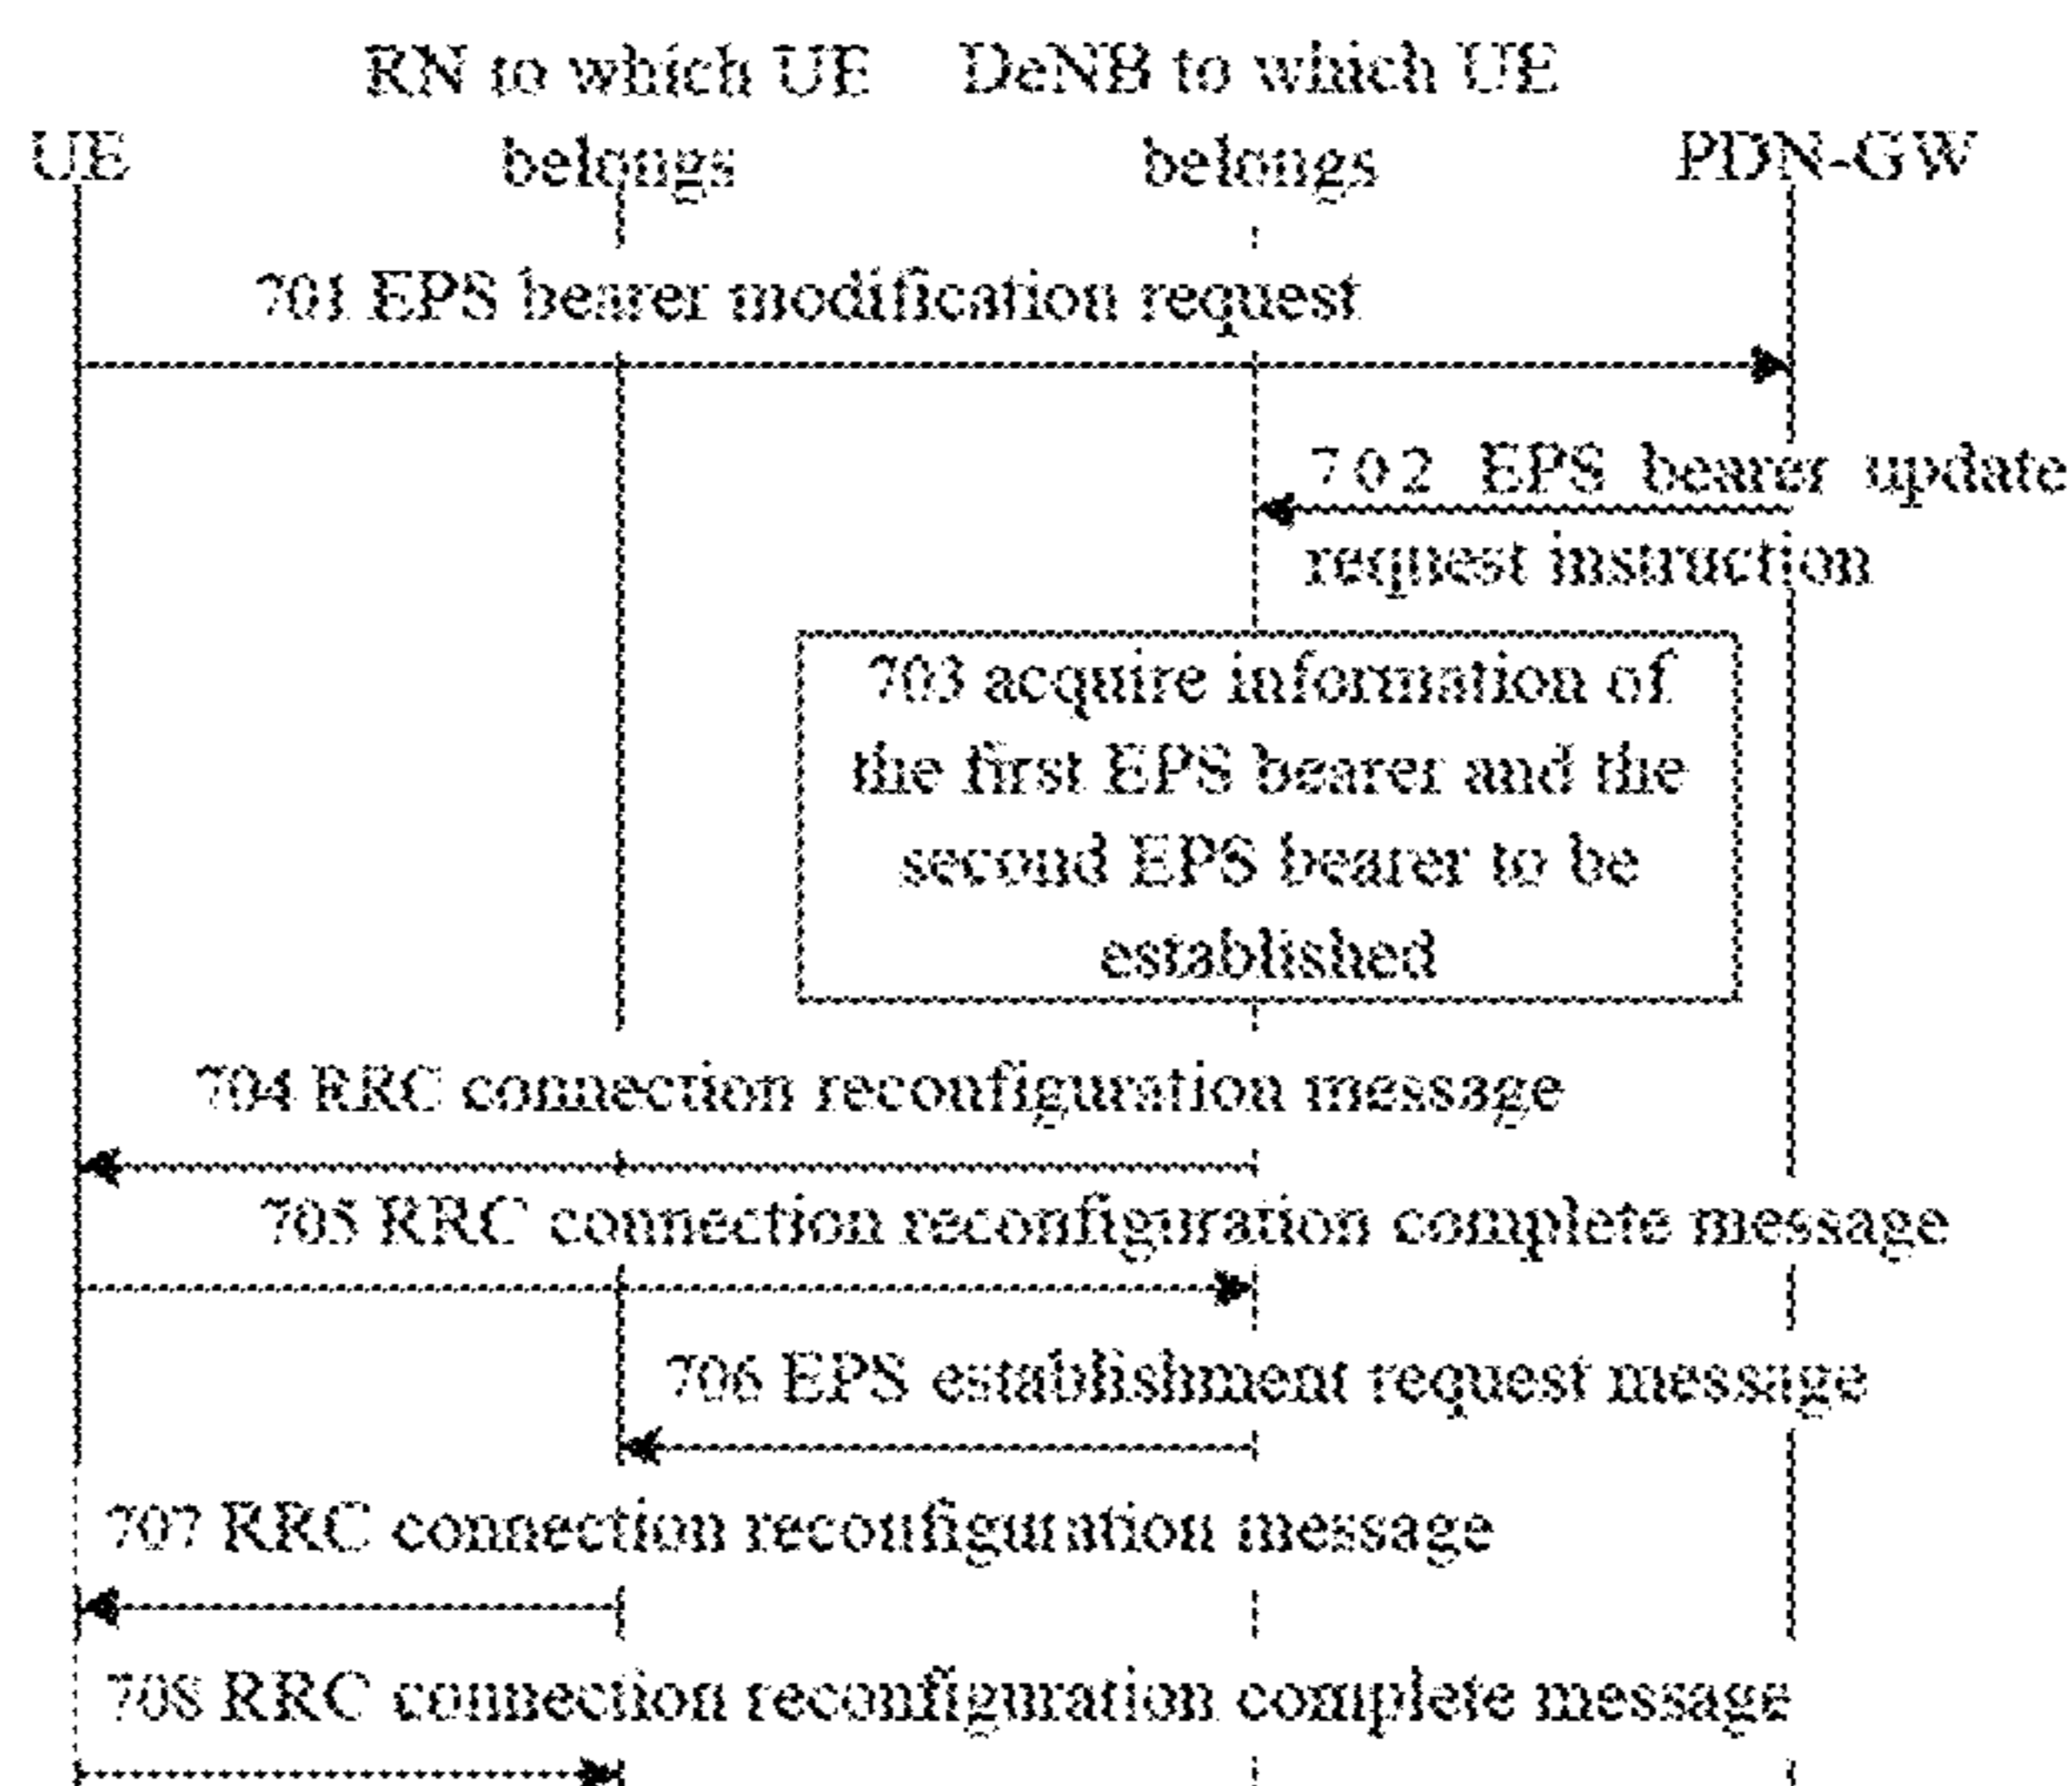 RN to which UE DeNB to which UE
UE belongs belongs PDN-GW
701 EPS bearer modification request
702 EPS bearer update
request instruction
703 acquire information of
the first EPS bearer and the
second EPS bearer to be
established
704 RRC connection reconfiguration message
705 RRC connection reconfiguration complete message
706 EPS establishment request message
707 RRC connection reconfiguration message
708 RRC connection reconfiguration complete message